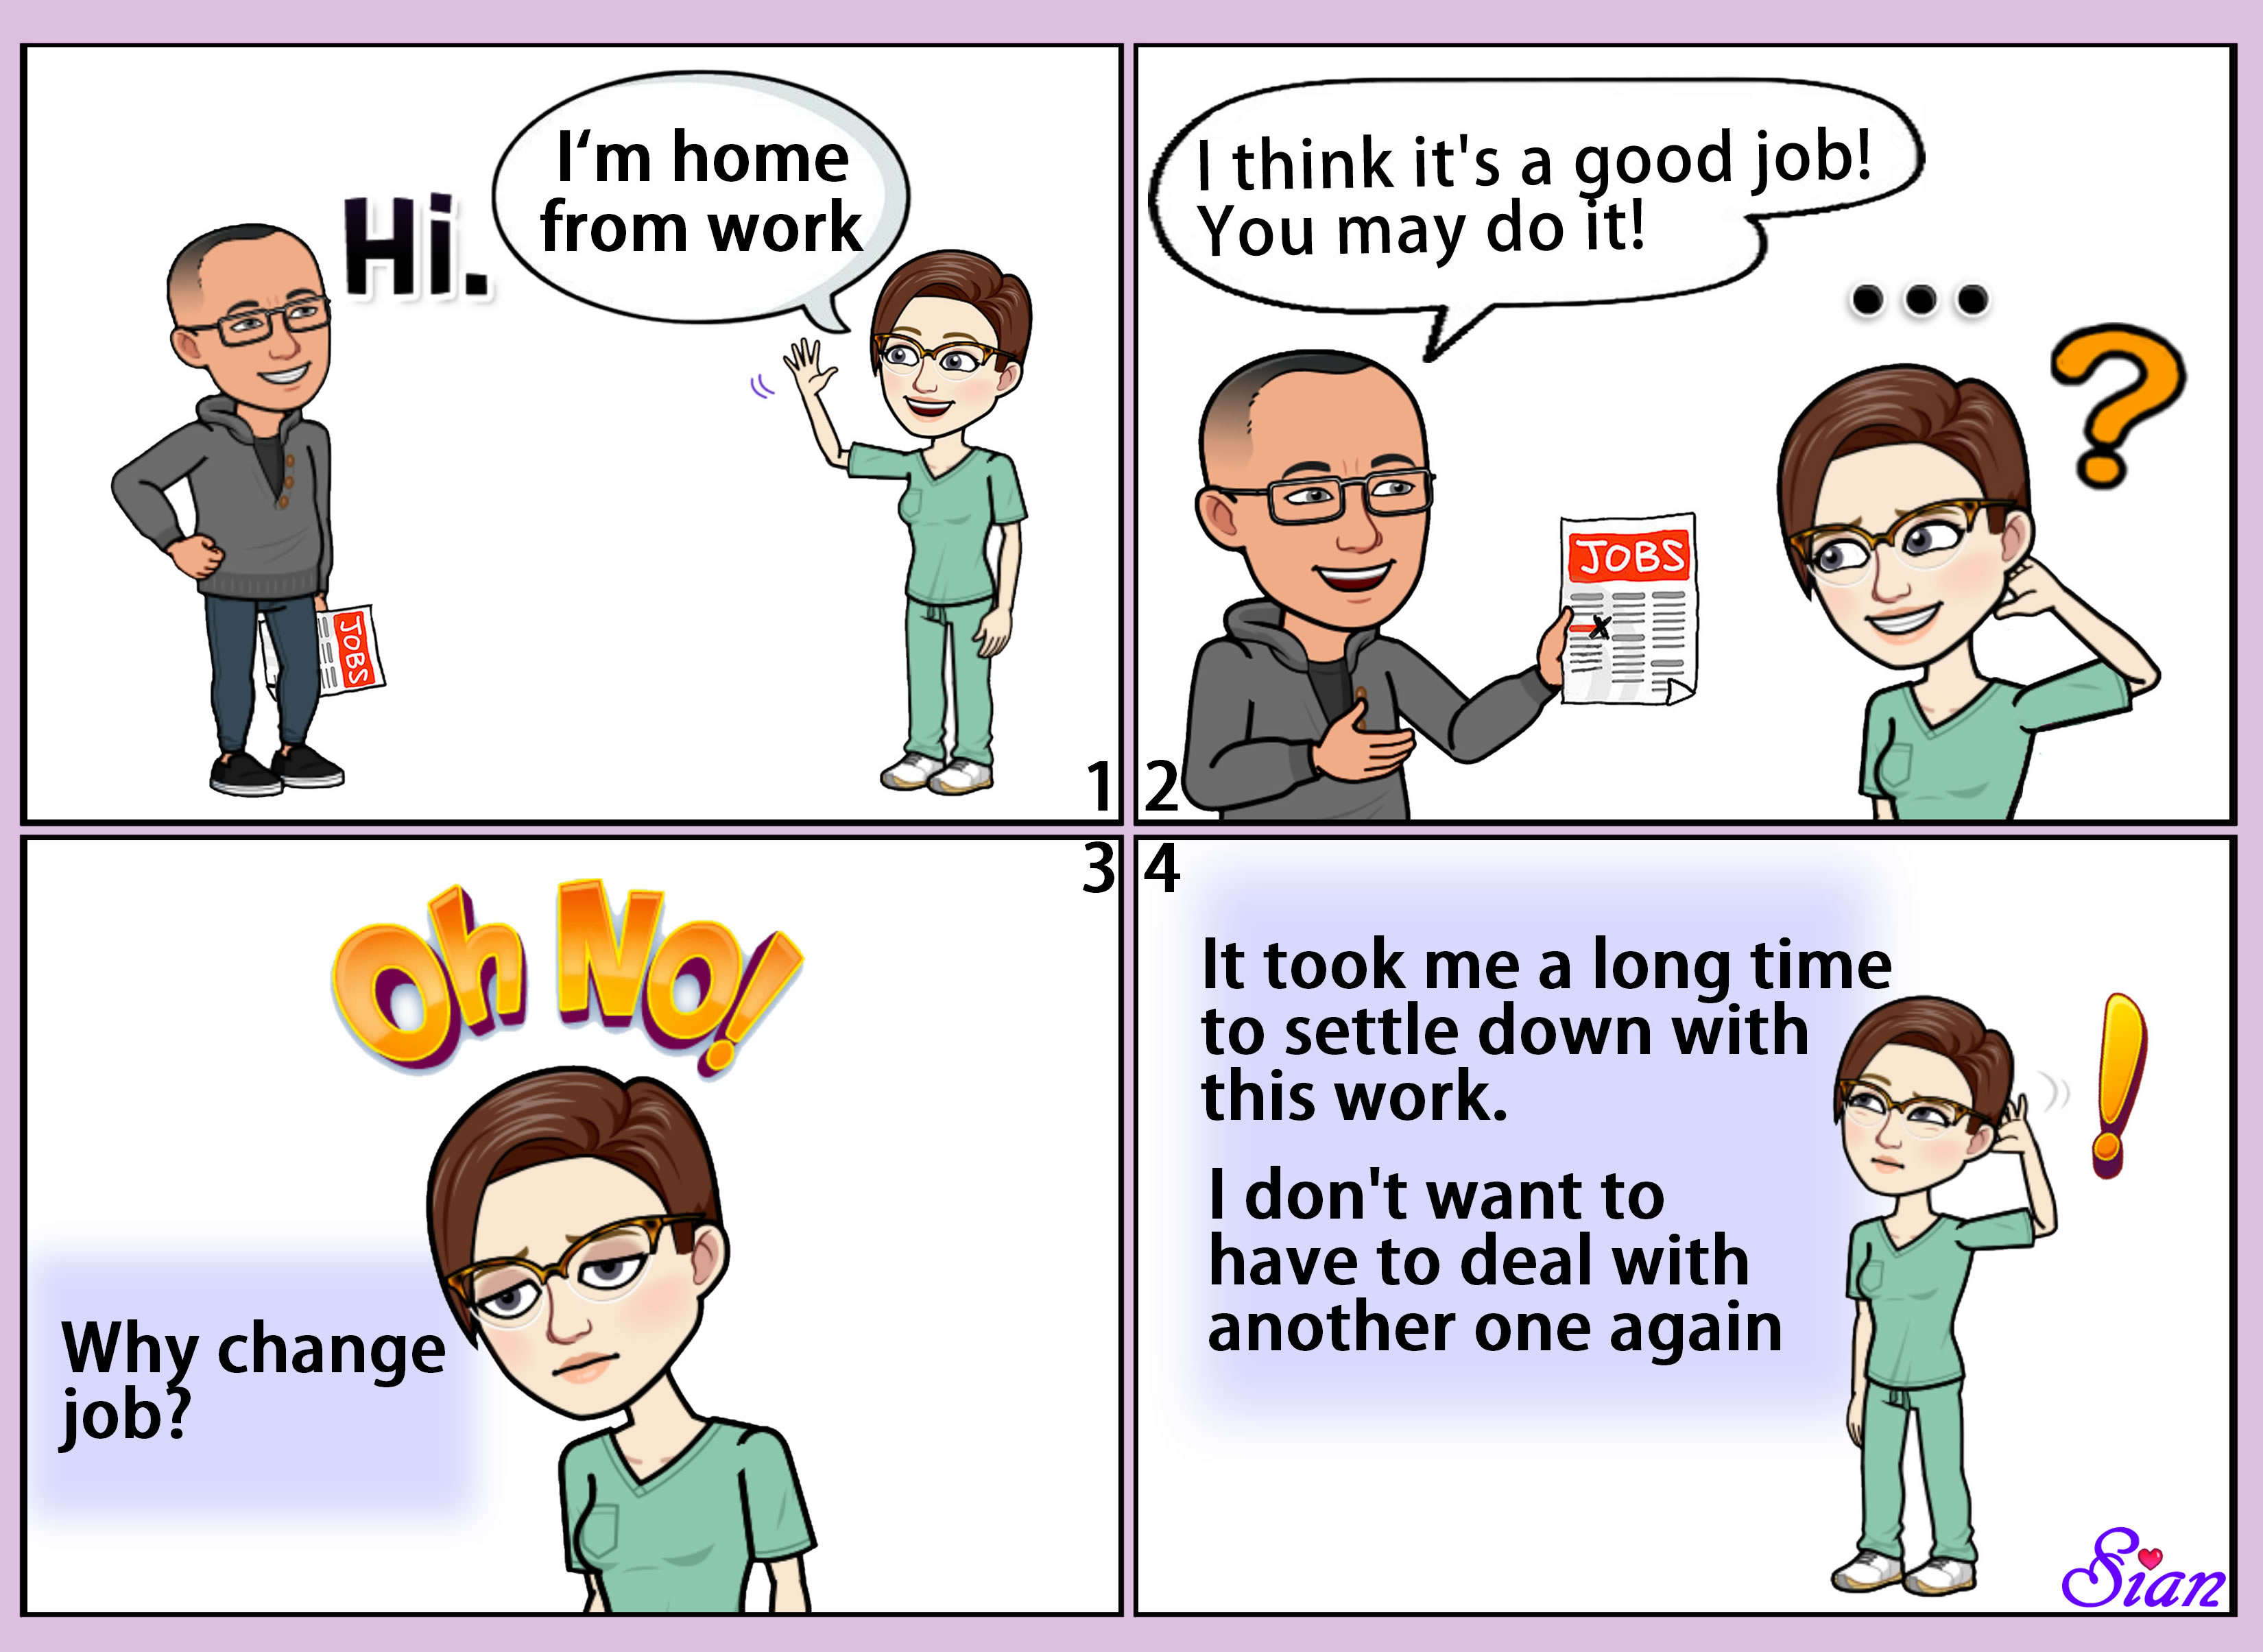 Hi.
I‘m home
from work
JOBS
1
I think it's a good job!
You may do it!
...
?
JOBS
x
2
3
Oh No!
Why change
job?
4
It took me a long time
to settle down with
this work.
!
I don't want to
have to deal with
another one again
Sian